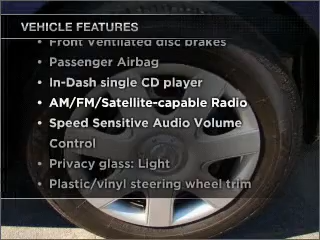 VEHICLE FEATURES
• Front Ventilated disc brakes
• Passenger Airbag
• In-Dash single CD player
• AM/FM/Satellite-capable Radio
• Speed Sensitive Audio Volume
Control
• Privacy glass: Light
• Plastic/vinyl steering wheel trim